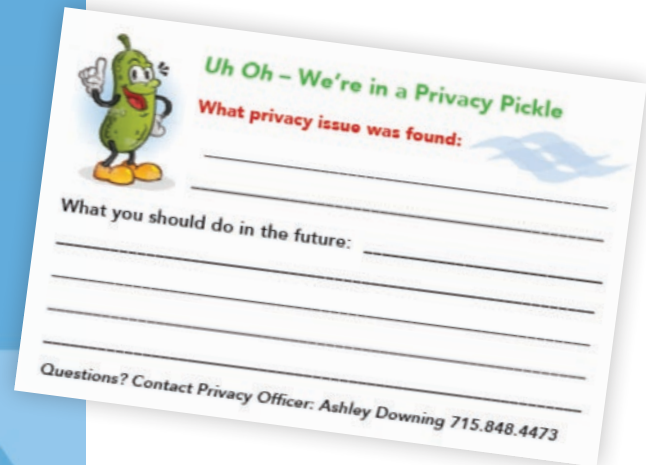 Uh Oh – We're in a Privacy Pickle
What privacy issue was found:
What you should do in the future:
Questions? Contact Privacy Officer: Ashley Downing 715.848.4473